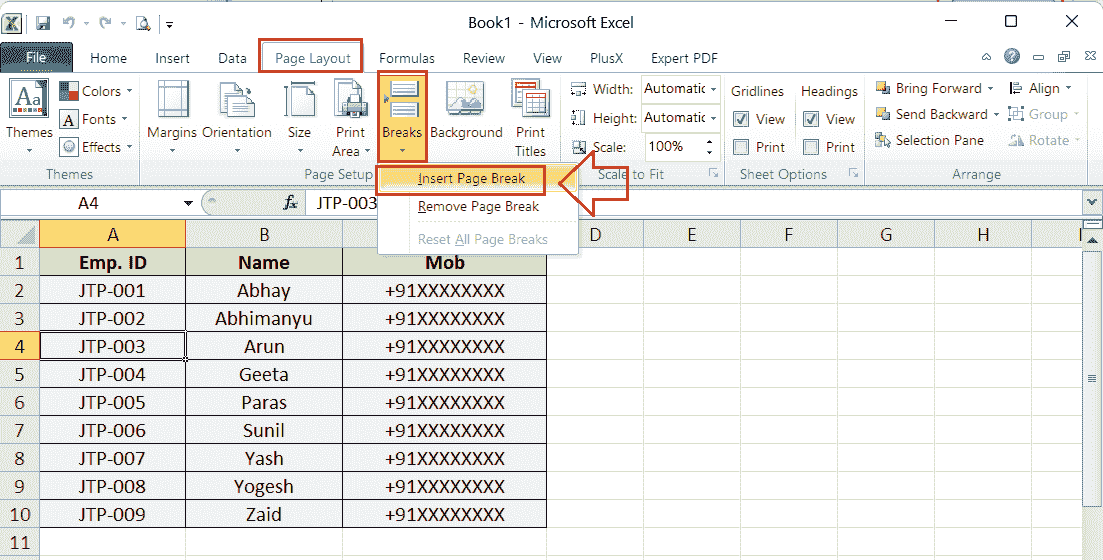 Book1 - Microsoft Excel
File Home Insert Data Page Layout Formulas Review View PlusX Expert PDF
Colors Width: Automatic Gridlines Headings Bring Forward Align
Aa Fonts Height: Automatic View View Send Backward Group
Themes Effects Margins Orientation Size Print Area Breaks Background Print Titles Scale: 100% Print Print Selection Pane Rotate
Themes Page Setup Scale to Fit Sheet Options Arrange
Insert Page Break
Remove Page Break
Reset All Page Breaks
A4 fx JTP-003
A B D E F G H
1 Emp. ID Name Mob
2 JTP-001 Abhay +91XXXXXXXX
3 JTP-002 Abhimanyu +91XXXXXXXX
4 JTP-003 Arun +91XXXXXXXX
5 JTP-004 Geeta +91XXXXXXXX
6 JTP-005 Paras +91XXXXXXXX
7 JTP-006 Sunil +91XXXXXXXX
8 JTP-007 Yash +91XXXXXXXX
9 JTP-008 Yogesh +91XXXXXXXX
10 JTP-009 Zaid +91XXXXXXXX
11